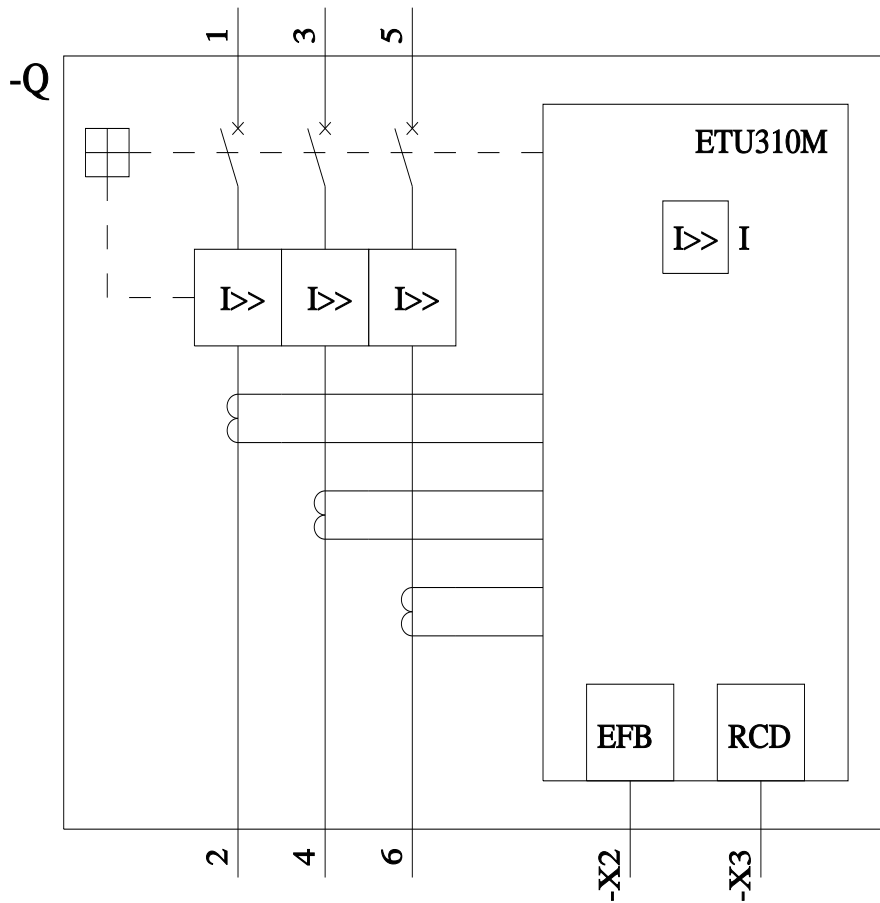 1 3 5
-Q
ETU310M
I>> I
I>> I>> I>>
EFB RCD
2 4 6 -X2 -X3